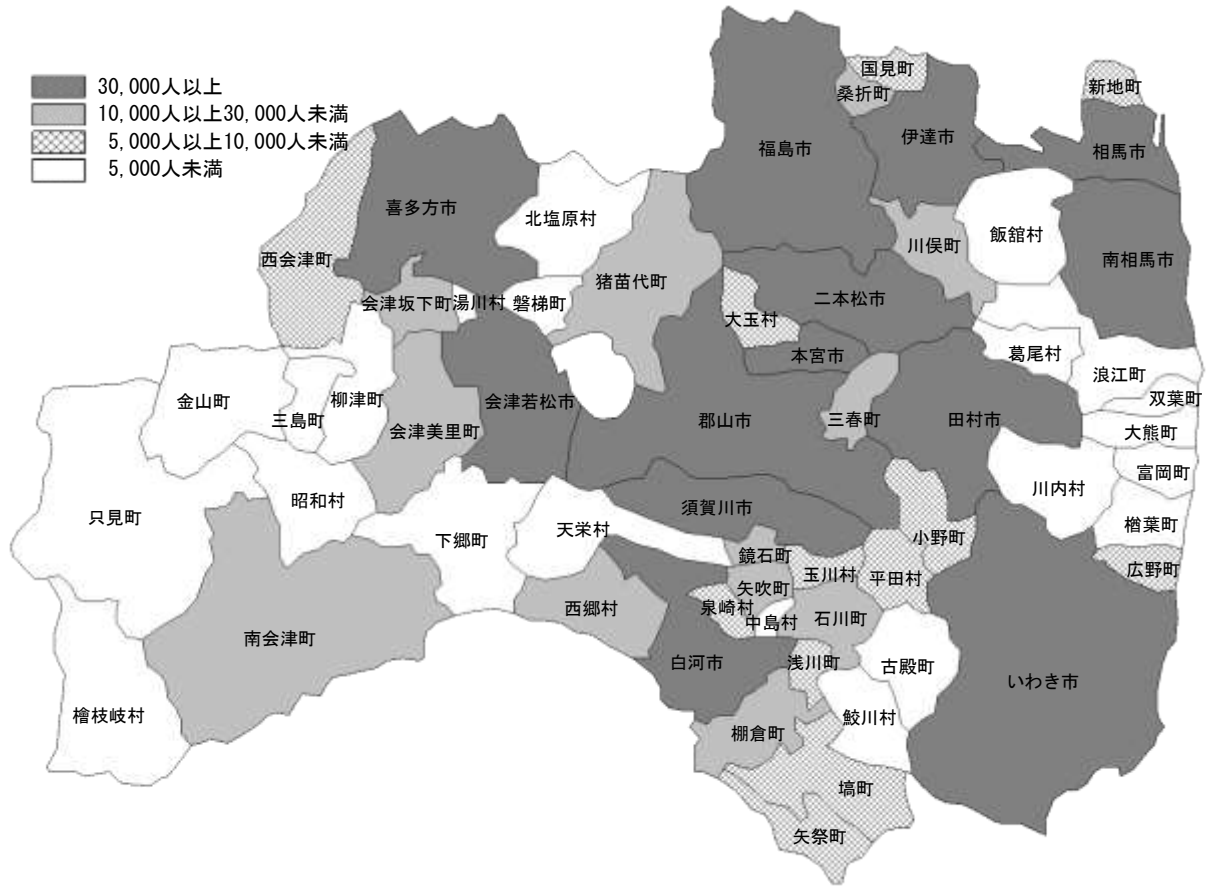 30,000人以上
10,000人以上30,000人未満
5,000人以上10,000人未満
5,000人未満
国見町
桑折町
新地町
福島市
伊達市
相馬市
喜多方市
北塩原村
川俣町
飯舘村
西会津町
猪苗代町
南相馬市
会津坂下町
湯川村
磐梯町
二本松市
大玉村
本宮市
葛尾村
浪江町
金山町
三島町
柳津町
会津若松市
双葉町
会津美里町
郡山市
三春町
田村市
大熊町
富岡町
只見町
昭和村
須賀川市
川内村
楢葉町
下郷町
天栄村
小野町
鏡石町
玉川村
平田村
広野町
矢吹町
西郷村
泉崎村
中島村
石川町
南会津町
白河市
浅川町
古殿町
いわき市
檜枝岐村
鮫川村
棚倉町
塙町
矢祭町